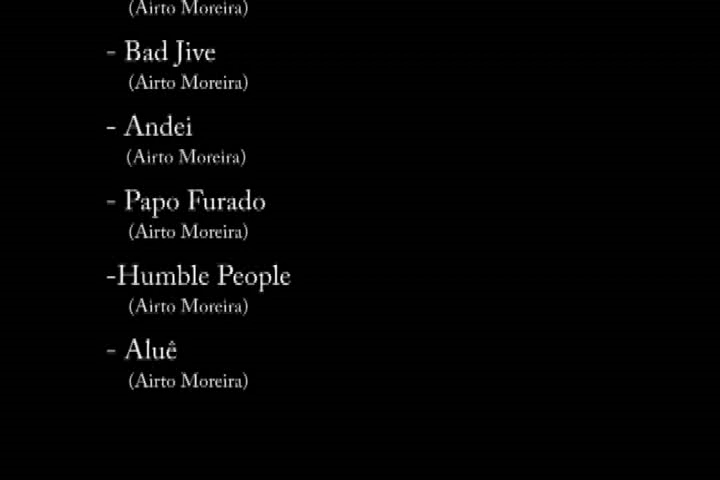 (Airto Moreira)
- Bad Jive
(Airto Moreira)
- Andei
(Airto Moreira)
- Papo Furado
(Airto Moreira)
-Humble People
(Airto Moreira)
- Aluê
(Airto Moreira)